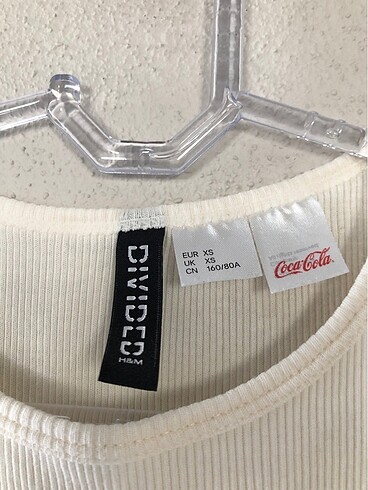 DIVIDED
H&M
EUR XS
UK XS
CN 160/80A
Coca-Cola